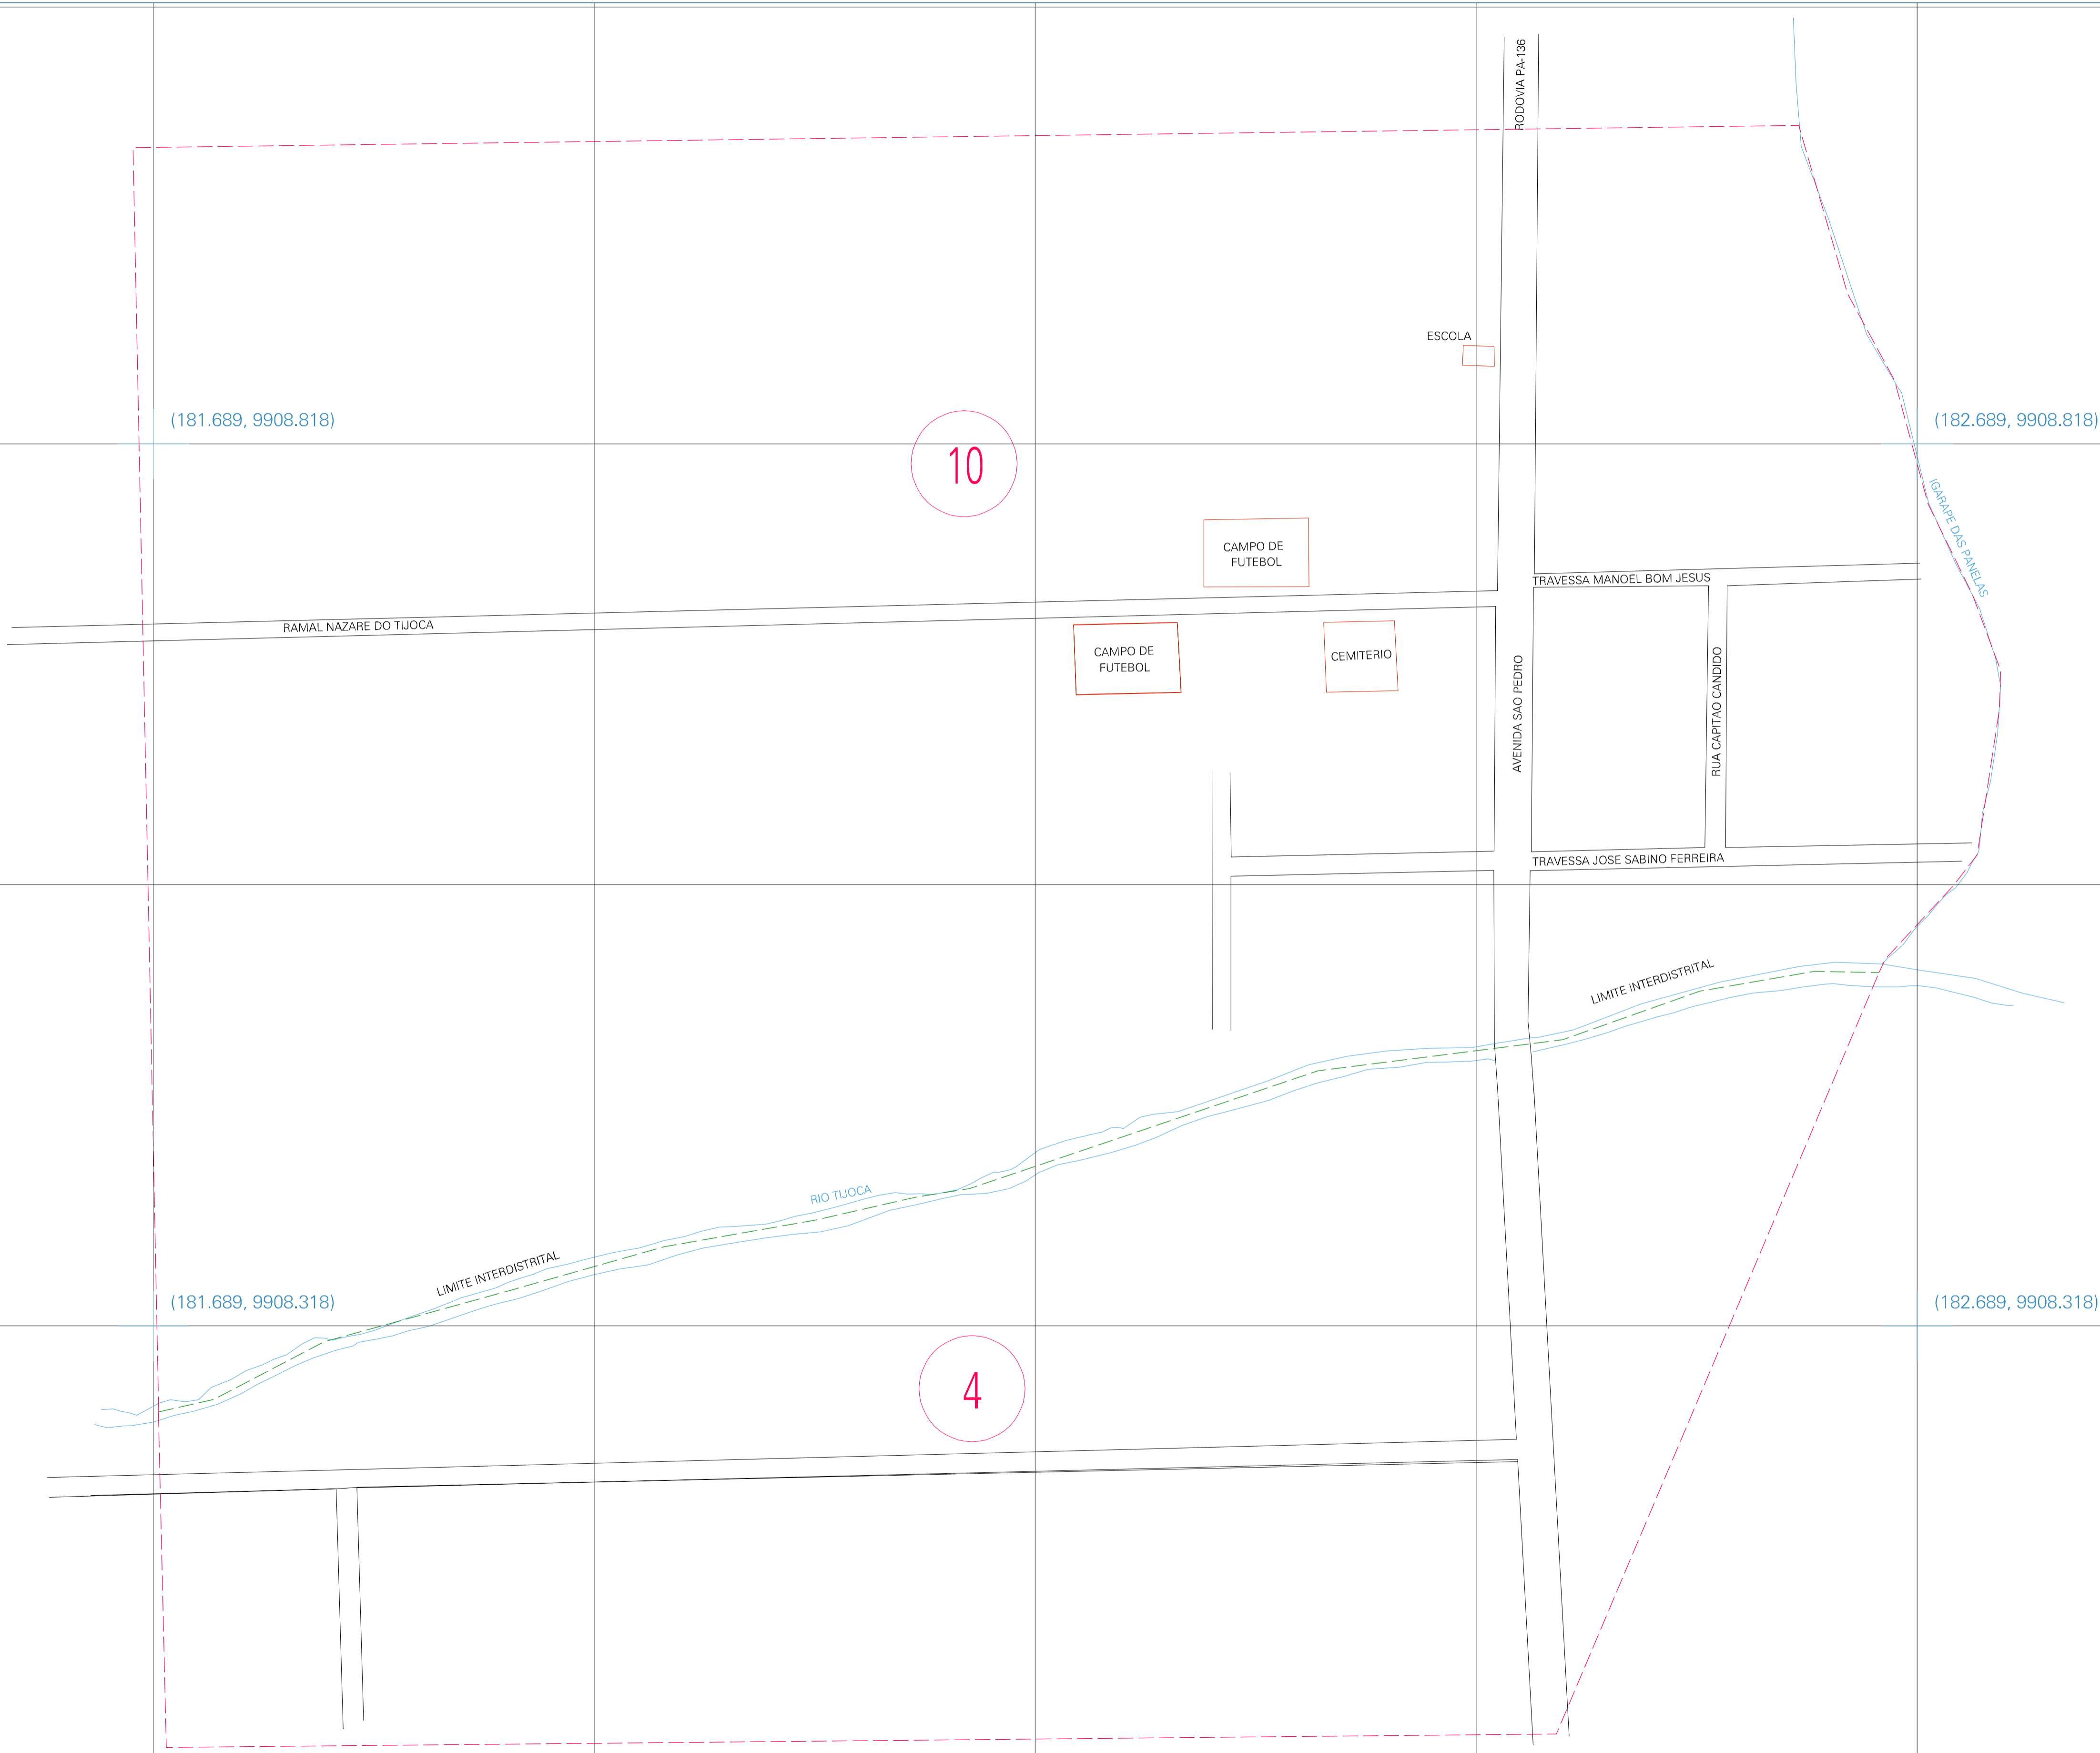 RODOVIA PA-136
ESCOLA
(181.689, 9908.818)
(182.689, 9908.818)
10
IGARAPE DAS PANELAS
CAMPO DE
FUTEBOL
TRAVESSA MANOEL BOM JESUS
RAMAL NAZARE DO TIJOCA
CAMPO DE
FUTEBOL
CEMITERIO
AVENIDA SAO PEDRO
RUA CAPITAO CANDIDO
TRAVESSA JOSE SABINO FERREIRA
LIMITE INTERDISTRITAL
RIO TIJOCA
LIMITE INTERDISTRITAL
(181.689, 9908.318)
(182.689, 9908.318)
4